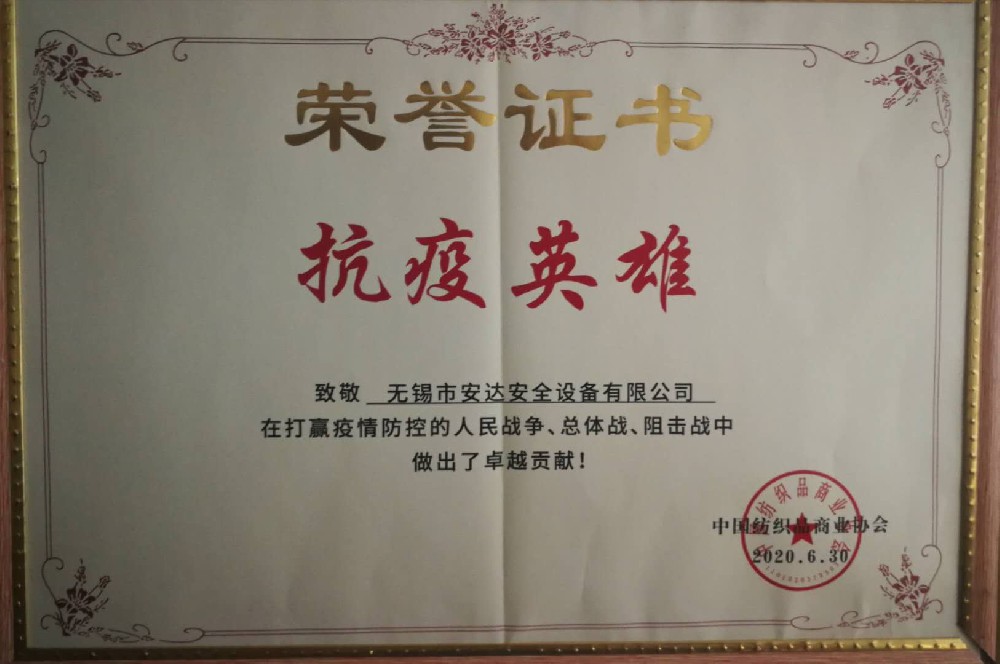 荣誉证书
抗疫英雄
致敬 无锡市安达安全设备有限公司
在打赢疫情防控的人民战争、总体战、阻击战中
做出了卓越贡献!
中国纺织品商业协会
2020.6.30